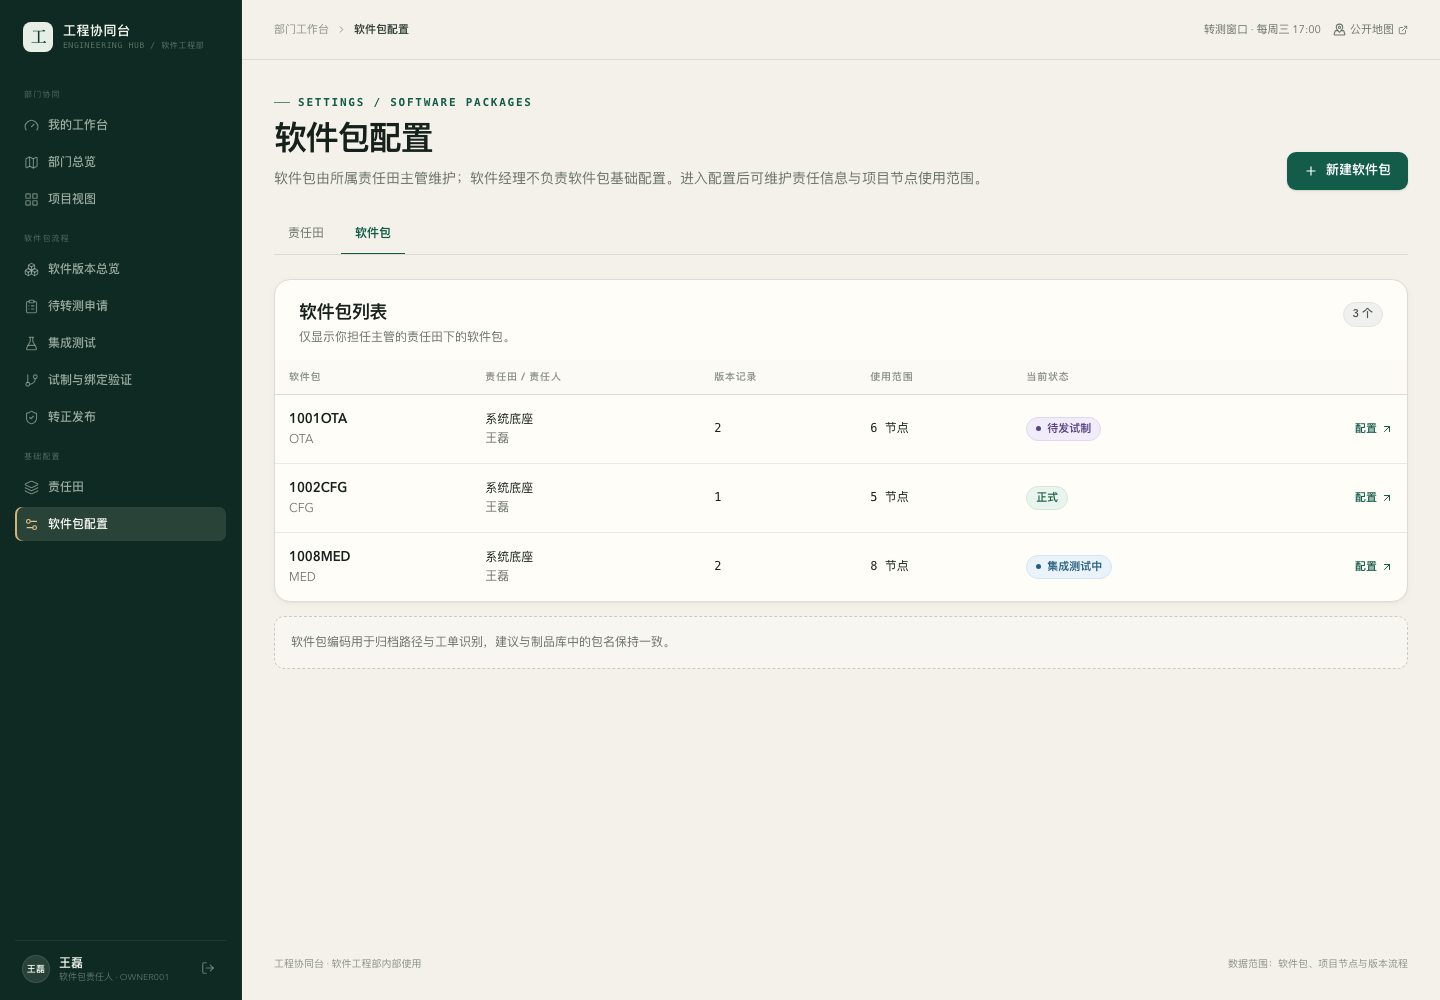 工
工程协同台
ENGINEERING HUB / 软件工程部
部门协同
我的工作台
部门总览
项目视图
软件包流程
软件版本总览
待转测申请
集成测试
试制与绑定验证
转正发布
基础配置
责任田
软件包配置
王磊
王磊
软件包责任人 · OWNER001
部门工作台 > 软件包配置
转测窗口 · 每周三 17:00
公开地图
SETTINGS / SOFTWARE PACKAGES
软件包配置
软件包由所属责任田主管维护；软件经理不负责软件包基础配置。进入配置后可维护责任信息与项目节点使用范围。
新建软件包
责任田 软件包
软件包列表
仅显示你担任主管的责任田下的软件包。
3 个
软件包 责任田 / 责任人 版本记录 使用范围 当前状态
1001OTA 系统底座 2 6 节点 待发试制 配置
OTA 王磊
1002CFG 系统底座 1 5 节点 正式 配置
CFG 王磊
1008MED 系统底座 2 8 节点 集成测试中 配置
MED 王磊
软件包编码用于归档路径与工单识别，建议与制品库中的包名保持一致。
工程协同台 · 软件工程部内部使用
数据范围：软件包、项目节点与版本流程